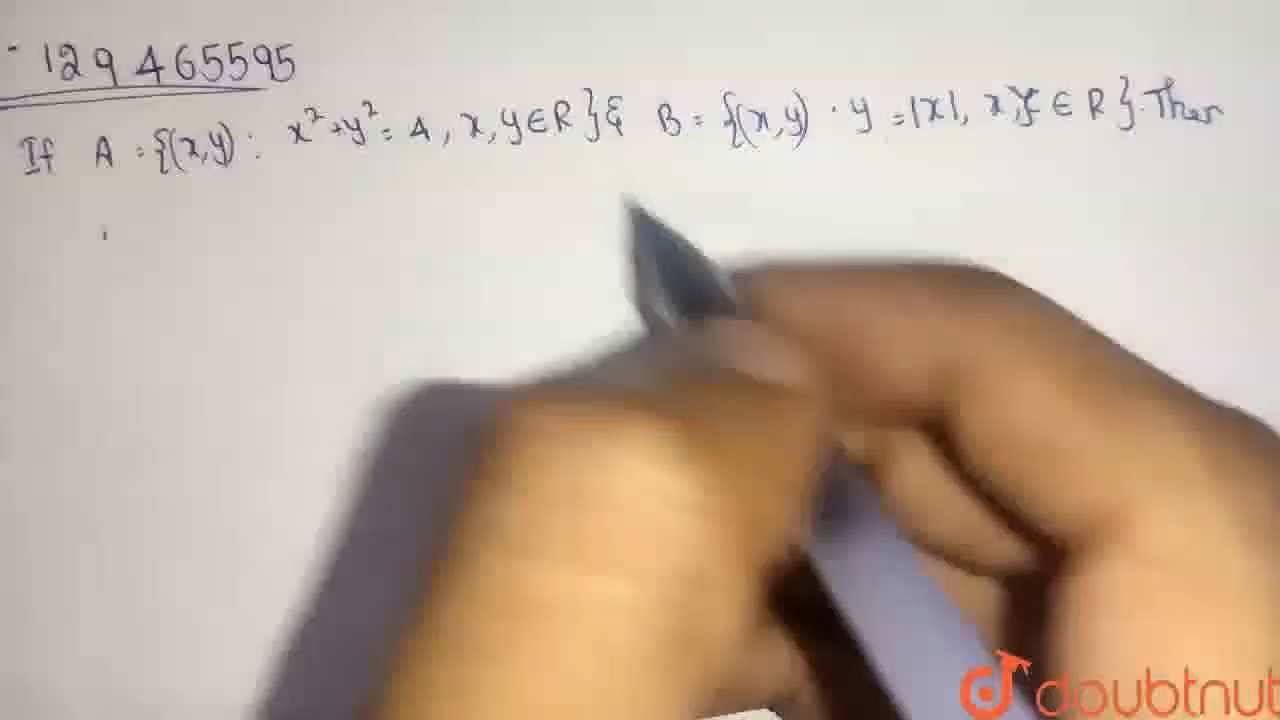 129465595
If A = {(x,y) : x²+y² = 4, x,y ∈ R} & B = {(x,y) · y = |x|, x,y ∈ R}. Then
doubtnut